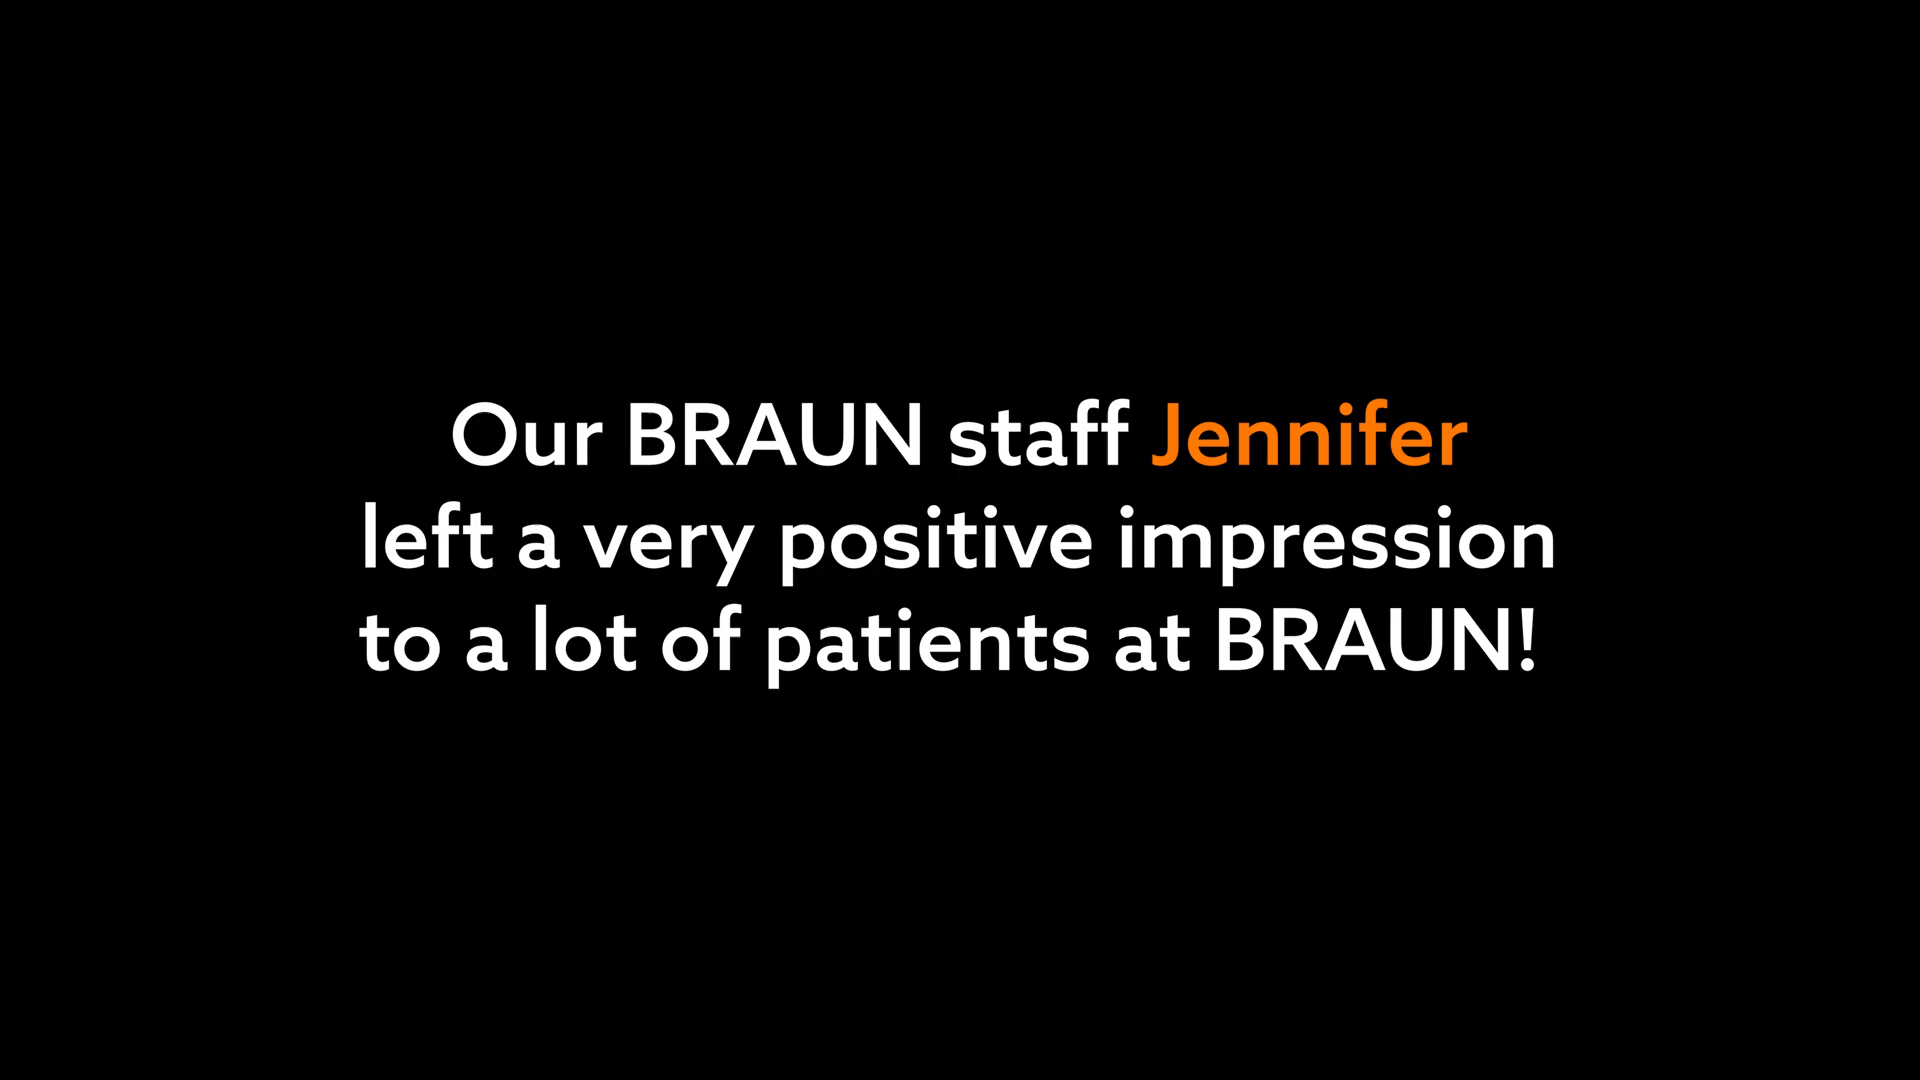 Our BRAUN staff Jennifer
left a very positive impression
to a lot of patients at BRAUN!